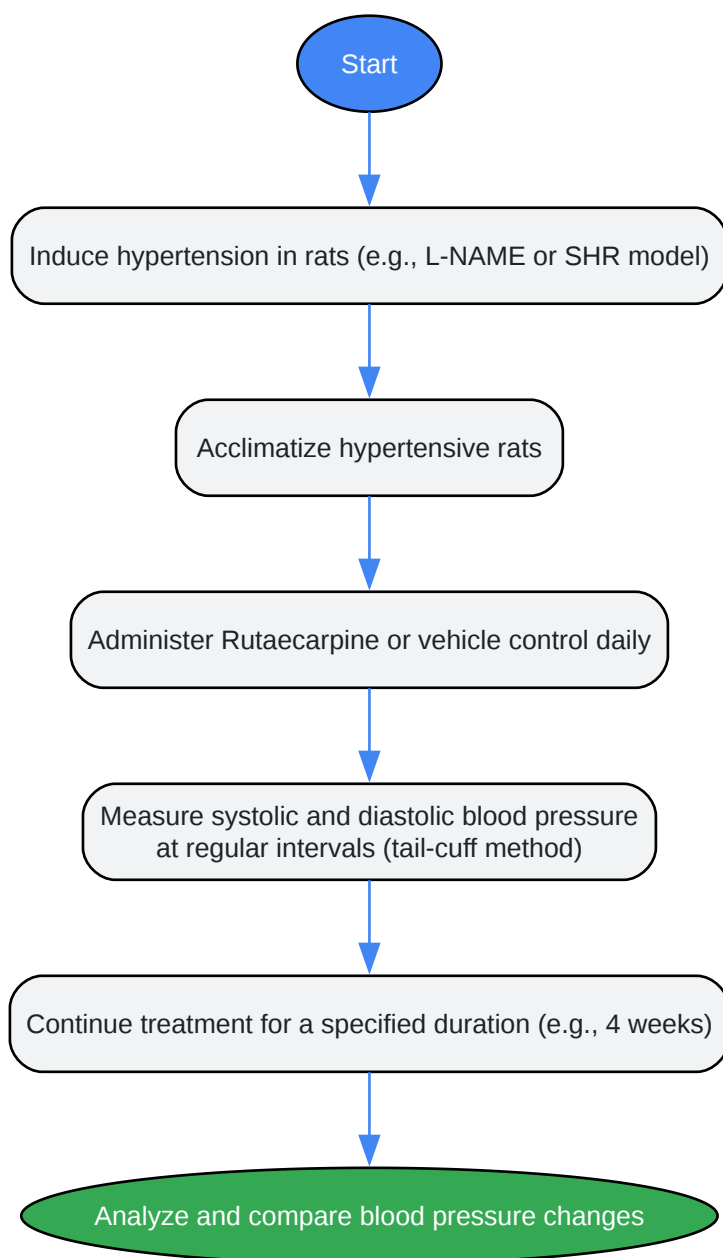 Start
Induce hypertension in rats (e.g., L-NAME or SHR model)
Acclimatize hypertensive rats
Administer Rutaecarpine or vehicle control daily
Measure systolic and diastolic blood pressure
at regular intervals (tail-cuff method)
Continue treatment for a specified duration (e.g., 4 weeks)
Analyze and compare blood pressure changes